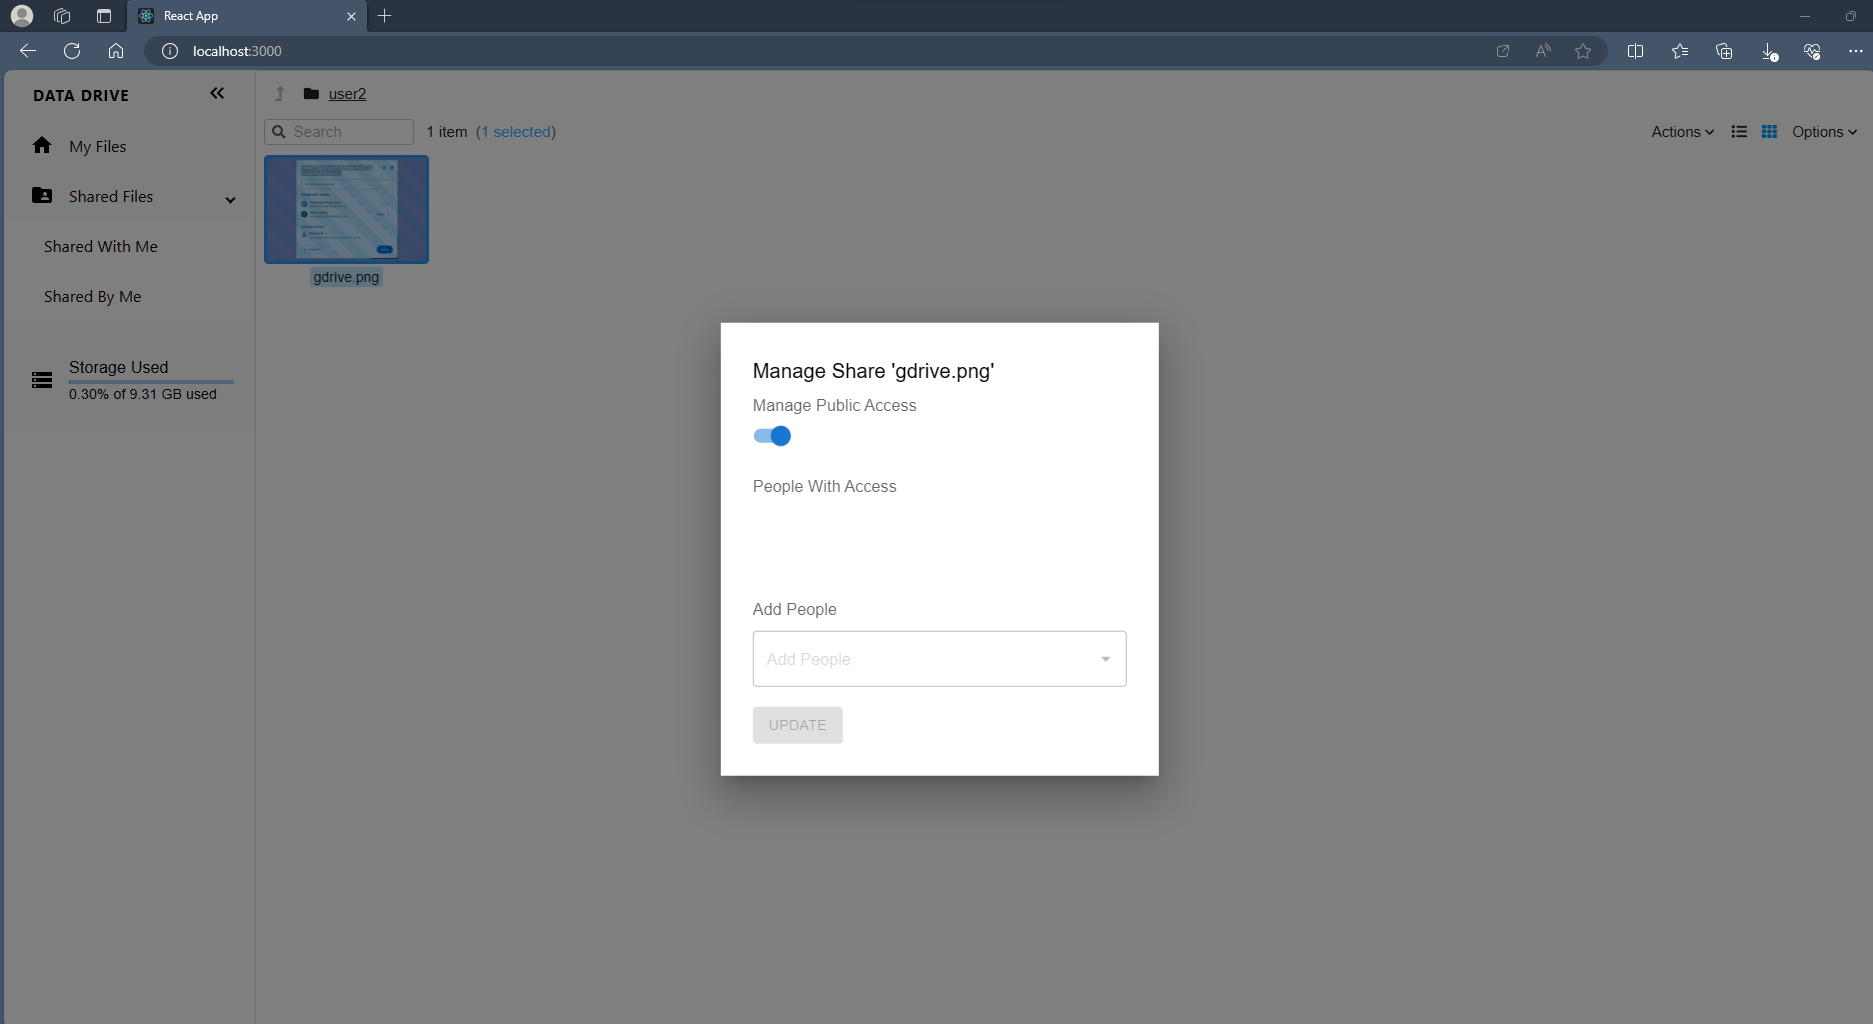 React App
localhost:3000
DATA DRIVE
user2
Search
1 item (1 selected)
Actions
Options
My Files
Shared Files
Shared With Me
Shared By Me
Storage Used
0.30% of 9.31 GB used
gdrive.png
Manage Share 'gdrive.png'
Manage Public Access
People With Access
Add People
Add People
UPDATE